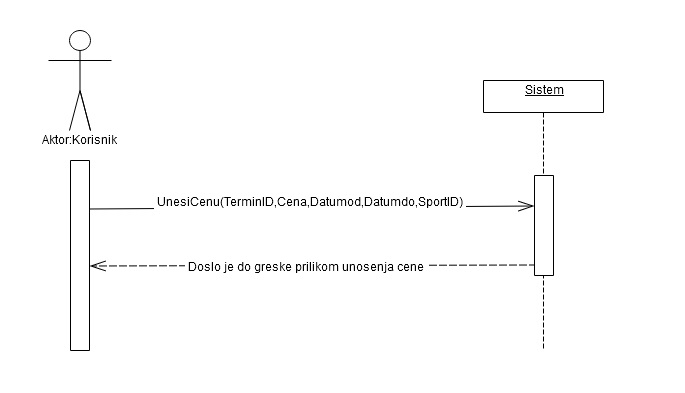 Sistem
Aktor:Korisnik
UnesiCenu(TerminID,Cena,Datumod,Datumdo,SportID)
Doslo je do greske prilikom unosenja cene